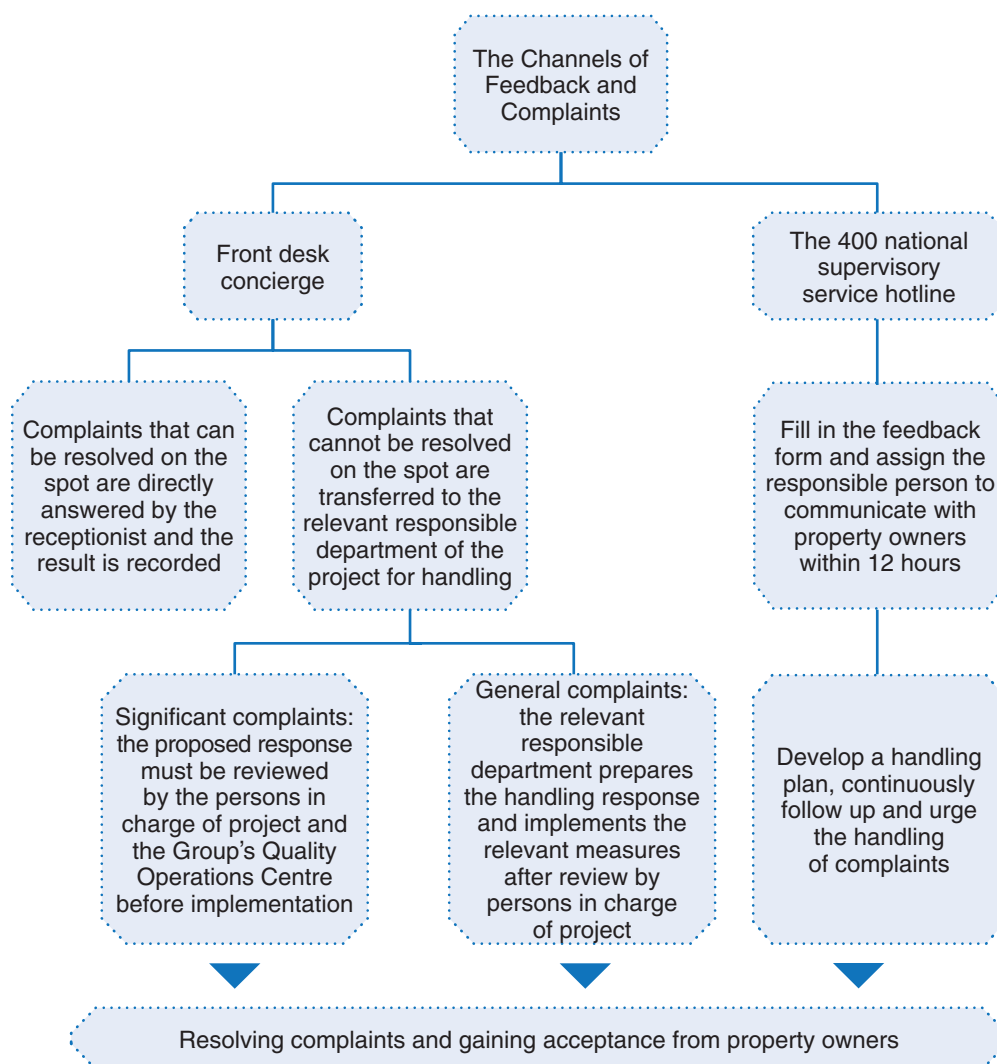 The Channels of
Feedback and
Complaints
Front desk
concierge
The 400 national
supervisory
service hotline
Complaints that can
be resolved on the
spot are directly
answered by the
receptionist and the
result is recorded
Complaints that
cannot be resolved
on the spot are
transferred to the
relevant responsible
department of the
project for handling
Fill in the feedback
form and assign the
responsible person to
communicate with
property owners
within 12 hours
Significant complaints:
the proposed response
must be reviewed
by the persons in
charge of project and
the Group’s Quality
Operations Centre
before implementation
General complaints:
the relevant
responsible
department prepares
the handling response
and implements the
relevant measures
after review by
persons in charge
of project
Develop a handling
plan, continuously
follow up and urge
the handling
of complaints
Resolving complaints and gaining acceptance from property owners